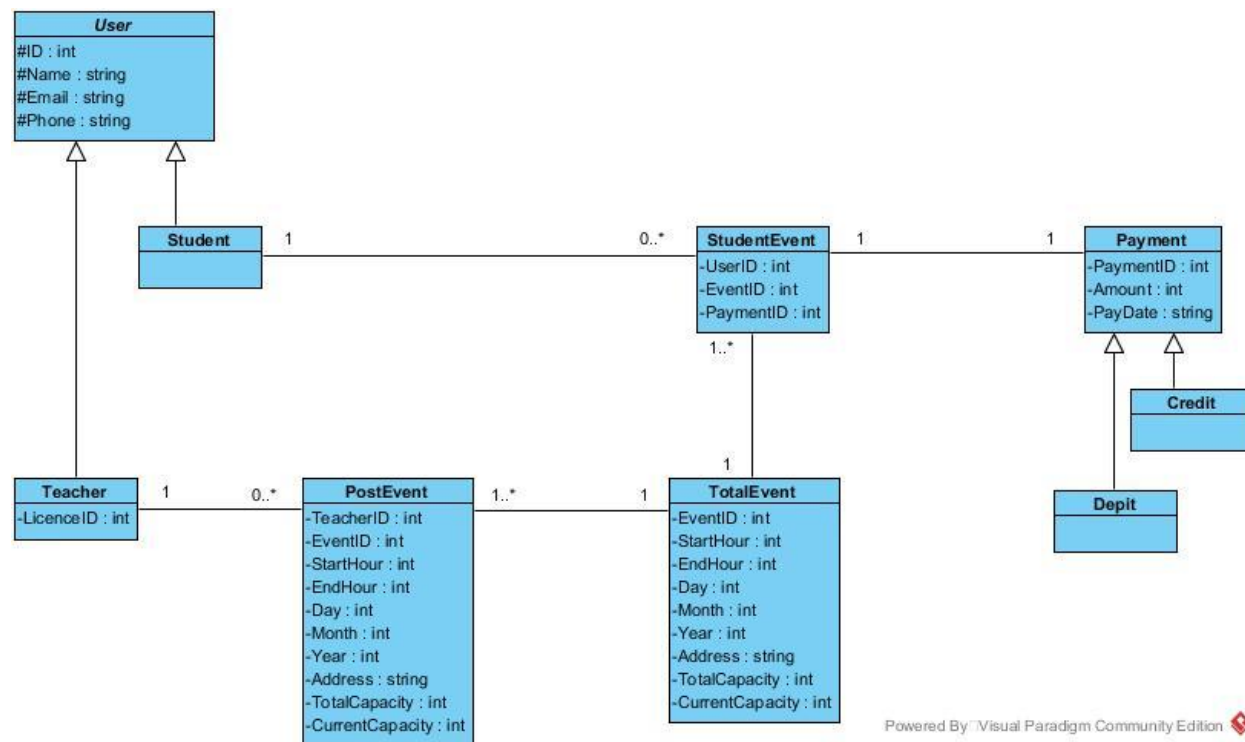 User
#ID : int
#Name : string
#Email : string
#Phone : string
Student
1
0..*
StudentEvent
-UserID : int
-EventID : int
-PaymentID : int
1
1
Payment
-PaymentID : int
-Amount : int
-PayDate : string
1..*
1
Credit
Depit
Teacher
-LicenceID : int
1
0..*
PostEvent
-TeacherID : int
-EventID : int
-StartHour : int
-EndHour : int
-Day : int
-Month : int
-Year : int
-Address : string
-TotalCapacity : int
-CurrentCapacity : int
1..*
1
TotalEvent
-EventID : int
-StartHour : int
-EndHour : int
-Day : int
-Month : int
-Year : int
-Address : string
-TotalCapacity : int
-CurrentCapacity : int
Powered By Visual Paradigm Community Edition